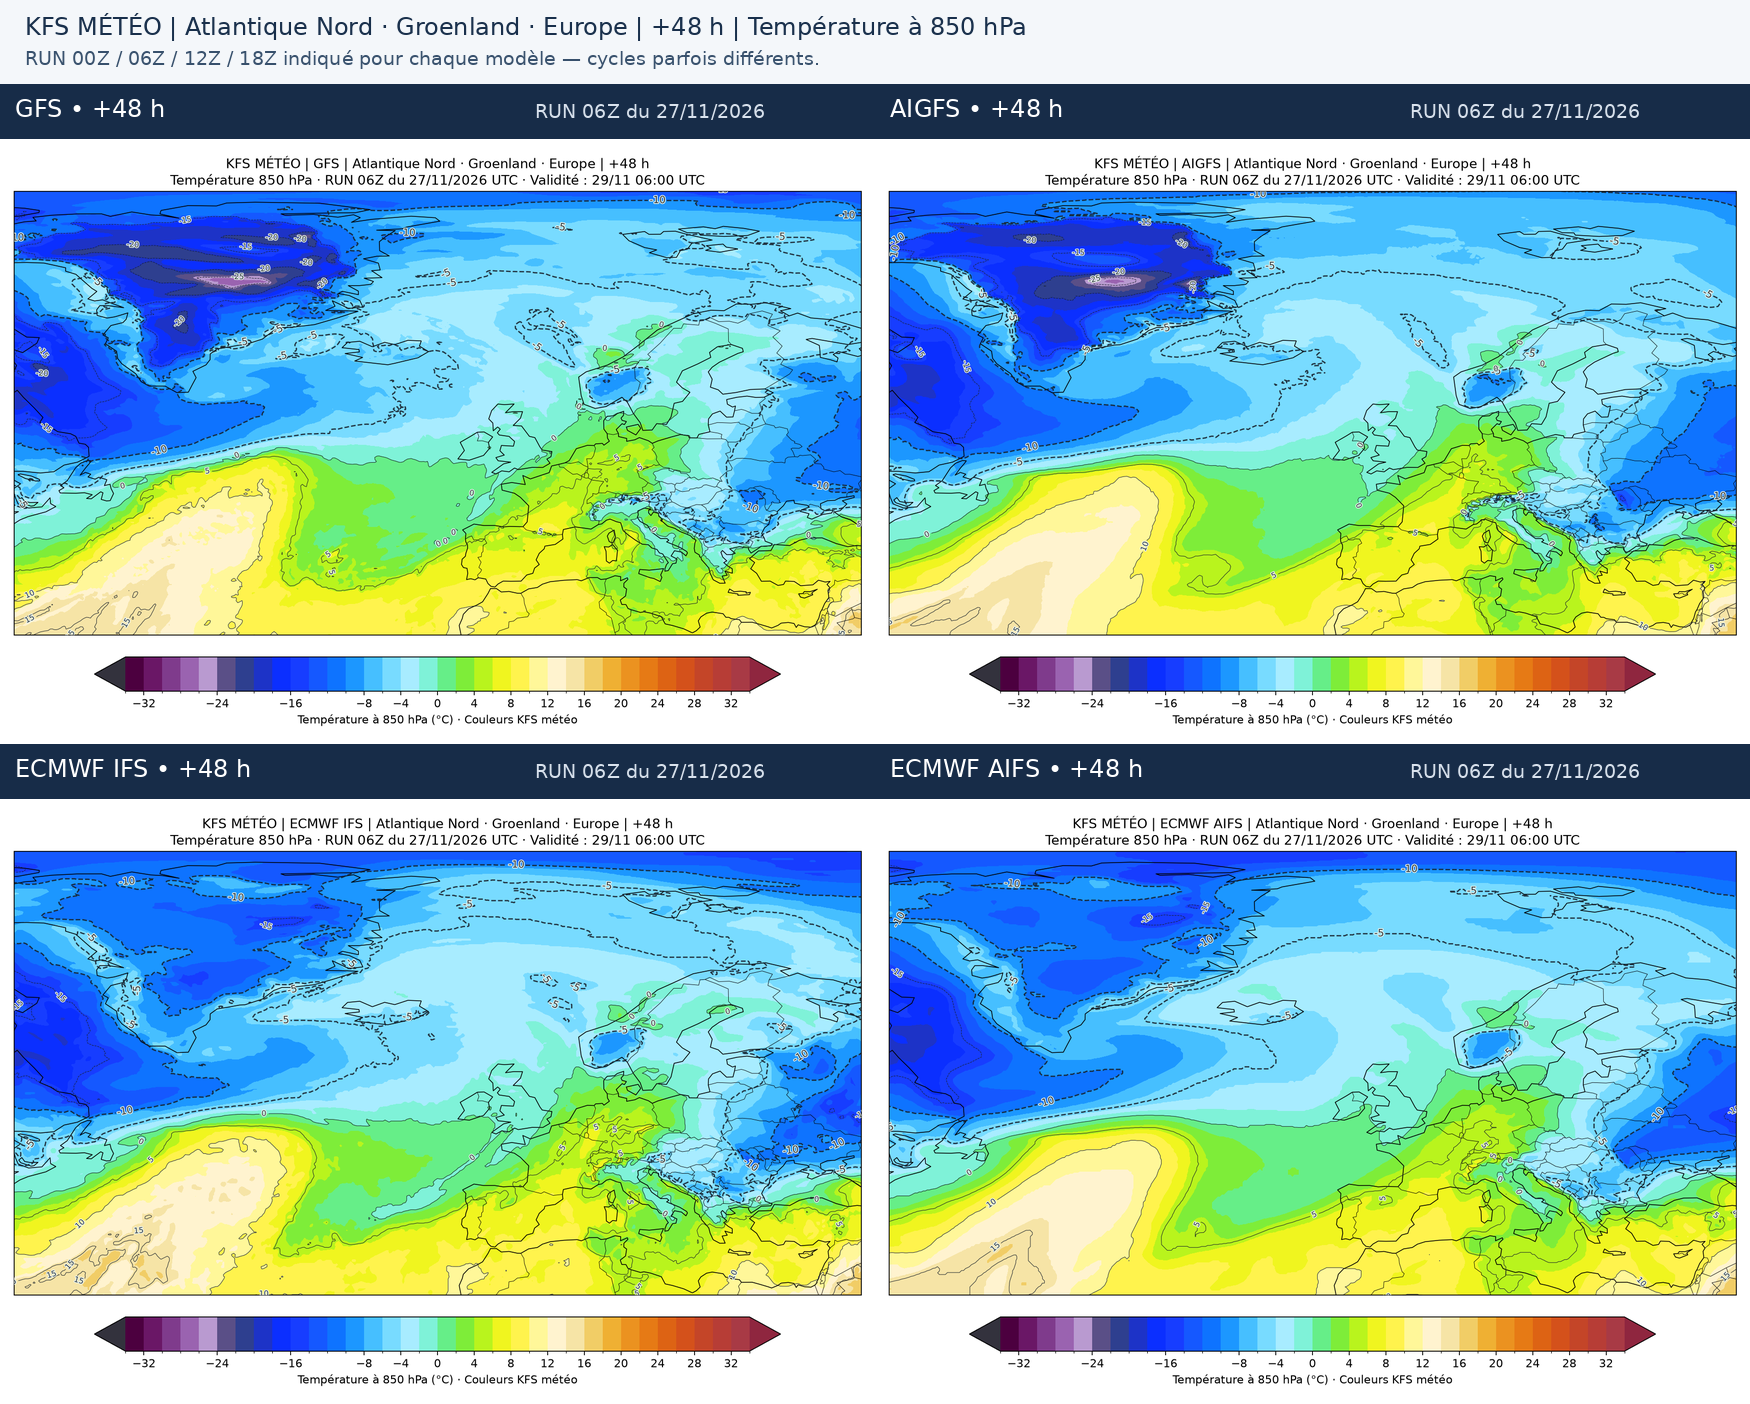 KFS MÉTÉO | Atlantique Nord · Groenland · Europe | +48 h | Température à 850 hPa
RUN 00Z / 06Z / 12Z / 18Z indiqué pour chaque modèle — cycles parfois différents.
GFS • +48 h
RUN 06Z du 27/11/2026
KFS MÉTÉO | GFS | Atlantique Nord · Groenland · Europe | +48 h
Température 850 hPa · RUN 06Z du 27/11/2026 UTC · Validité : 29/11 06:00 UTC
−32 −24 −16 −8 −4 0 4 8 12 16 20 24 28 32
Température à 850 hPa (°C) · Couleurs KFS météo
AIGFS • +48 h
RUN 06Z du 27/11/2026
KFS MÉTÉO | AIGFS | Atlantique Nord · Groenland · Europe | +48 h
Température 850 hPa · RUN 06Z du 27/11/2026 UTC · Validité : 29/11 06:00 UTC
−32 −24 −16 −8 −4 0 4 8 12 16 20 24 28 32
Température à 850 hPa (°C) · Couleurs KFS météo
ECMWF IFS • +48 h
RUN 06Z du 27/11/2026
KFS MÉTÉO | ECMWF IFS | Atlantique Nord · Groenland · Europe | +48 h
Température 850 hPa · RUN 06Z du 27/11/2026 UTC · Validité : 29/11 06:00 UTC
−32 −24 −16 −8 −4 0 4 8 12 16 20 24 28 32
Température à 850 hPa (°C) · Couleurs KFS météo
ECMWF AIFS • +48 h
RUN 06Z du 27/11/2026
KFS MÉTÉO | ECMWF AIFS | Atlantique Nord · Groenland · Europe | +48 h
Température 850 hPa · RUN 06Z du 27/11/2026 UTC · Validité : 29/11 06:00 UTC
−32 −24 −16 −8 −4 0 4 8 12 16 20 24 28 32
Température à 850 hPa (°C) · Couleurs KFS météo